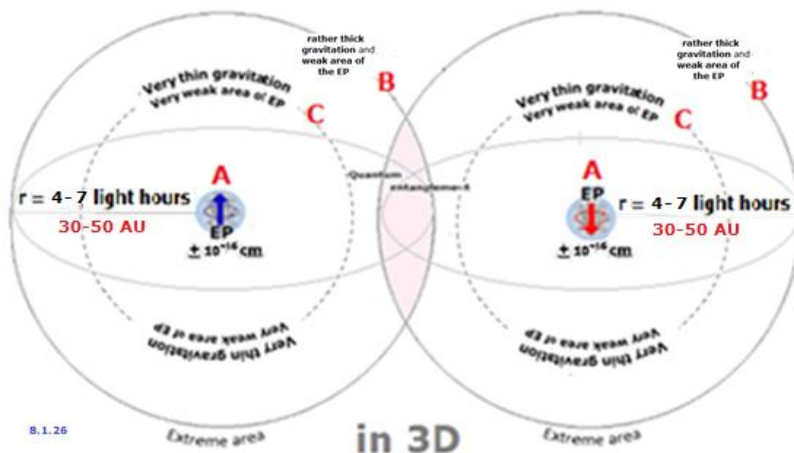 rather thick
gravitation and
weak area of
the EP
B
Very thin gravitation
Very weak area of EP
C
A
r = 4-7 light hours
30-50 AU
EP
± 10⁻¹⁶ cm
Very weak area of EP
Very thin gravitation
Extreme area
Quantum
entanglement
rather thick
gravitation and
weak area of
the EP
B
Very thin gravitation
Very weak area of EP
C
A
EP
r = 4-7 light hours
30-50 AU
± 10⁻¹⁶ cm
Very weak area of EP
Very thin gravitation
Extreme area
8.1.26
in 3D